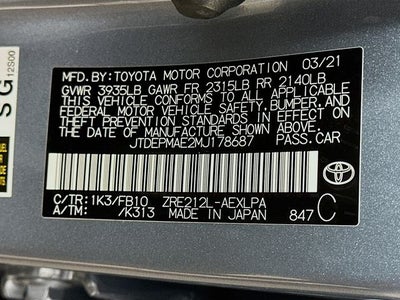 MFD. BY: TOYOTA MOTOR CORPORATION 03/21
GVWR 3935LB GAWR FR 2315LB RR 2140LB
THIS VEHICLE CONFORMS TO ALL APPLICABLE
FEDERAL MOTOR VEHICLE SAFETY, BUMPER, AND
THEFT PREVENTION STANDARDS IN EFFECT ON
THE DATE OF MANUFACTURE SHOWN ABOVE.
JTDEPMAE2MJ178687 PASS.CAR
C/TR: 1K3/FB10 ZRE212L-AEXLPA
A/TM: /K313 MADE IN JAPAN 847 C
TOYOTA
S G
12S00